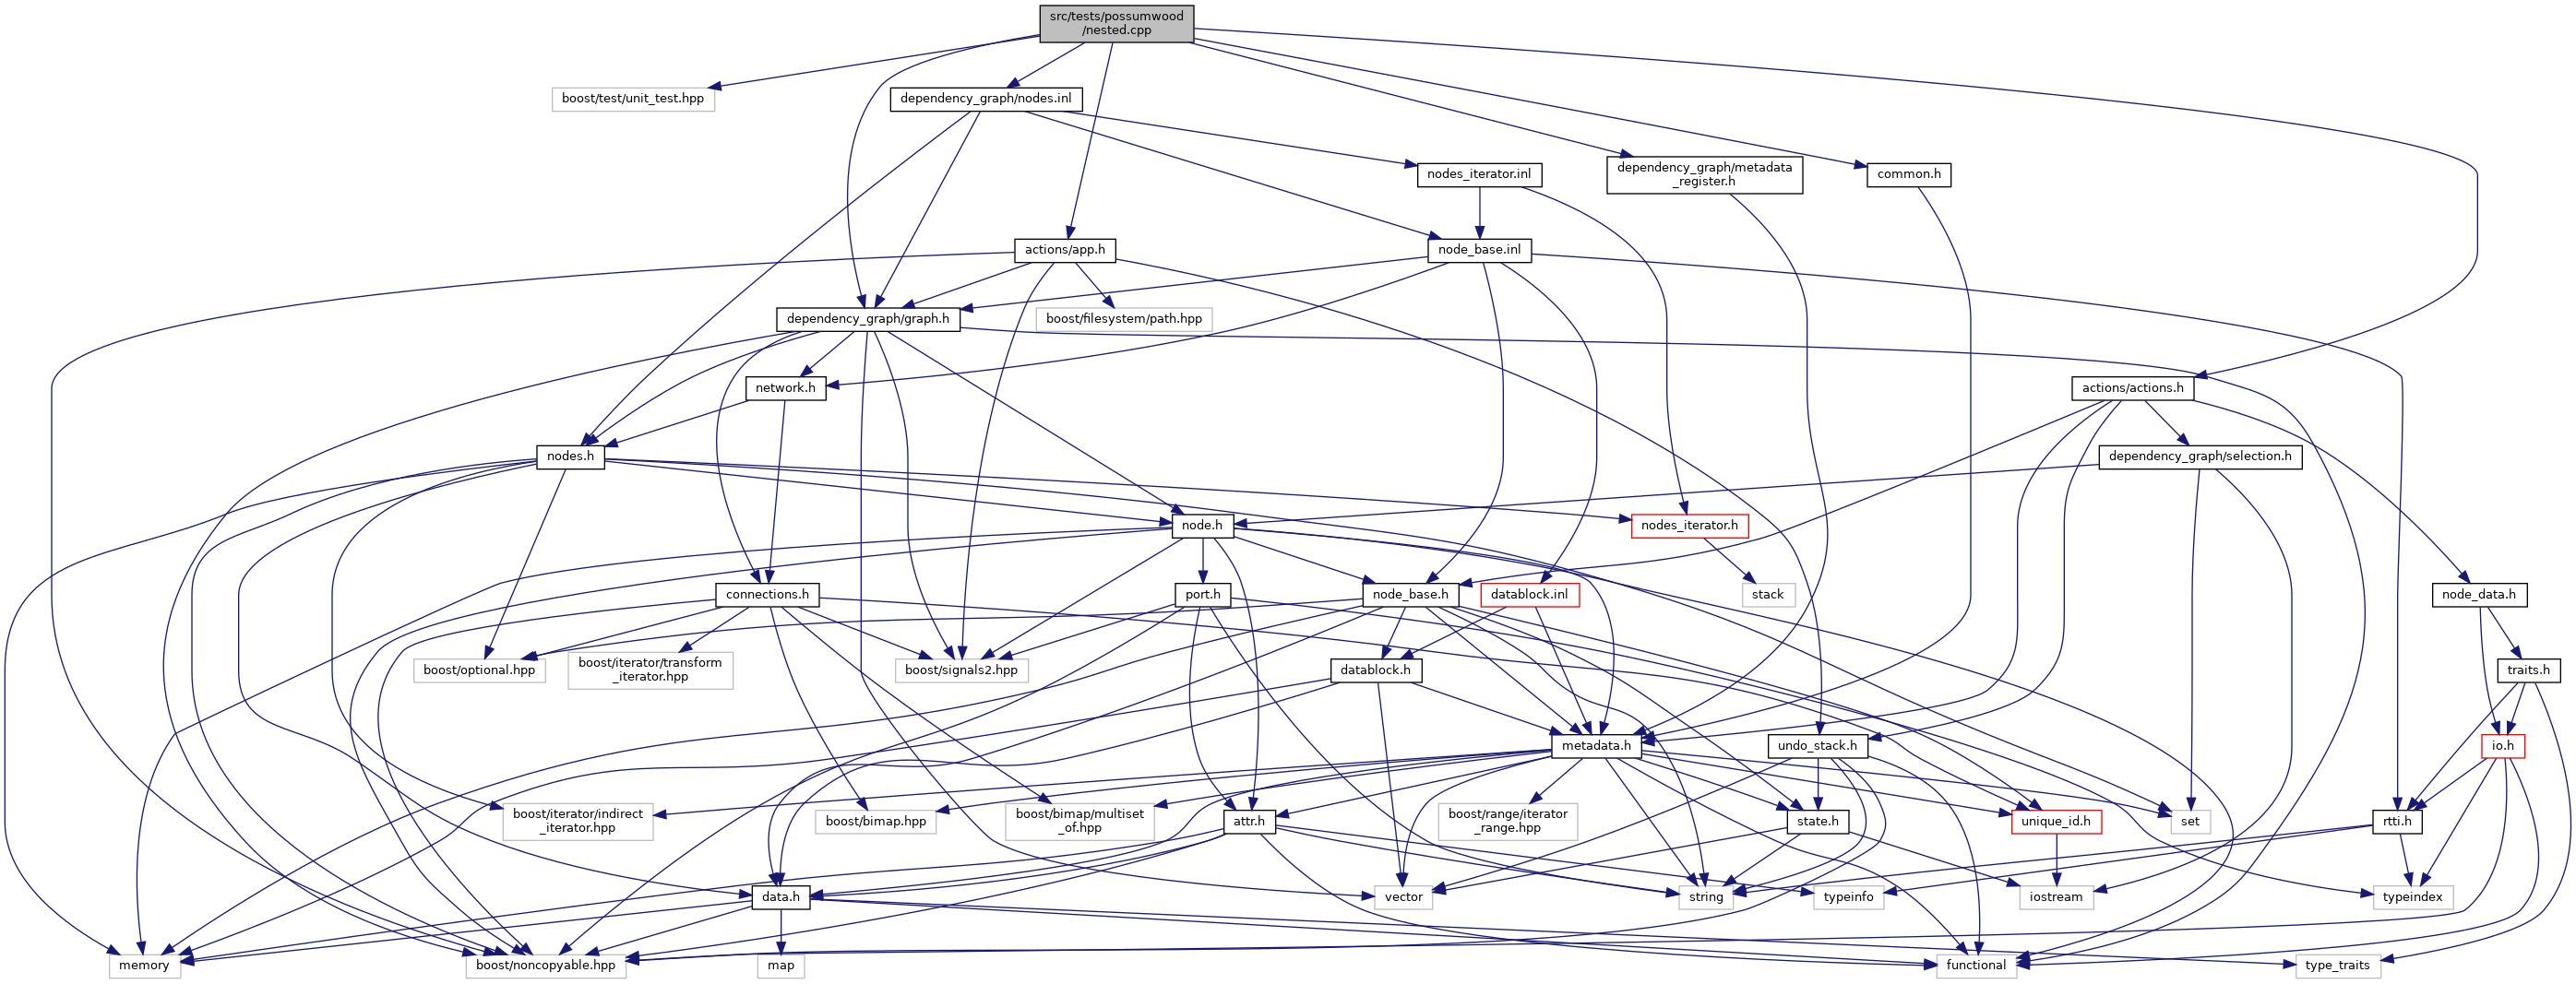 src/tests/possumwood
/nested.cpp
boost/test/unit_test.hpp
dependency_graph/nodes.inl
nodes_iterator.inl
dependency_graph/metadata
_register.h
common.h
actions/app.h
node_base.inl
dependency_graph/graph.h
boost/filesystem/path.hpp
network.h
actions/actions.h
nodes.h
dependency_graph/selection.h
node.h
nodes_iterator.h
connections.h
port.h
node_base.h
datablock.inl
stack
node_data.h
boost/optional.hpp
boost/iterator/transform
_iterator.hpp
boost/signals2.hpp
datablock.h
traits.h
metadata.h
undo_stack.h
io.h
boost/iterator/indirect
_iterator.hpp
boost/bimap.hpp
boost/bimap/multiset
_of.hpp
attr.h
boost/range/iterator
_range.hpp
state.h
unique_id.h
set
rtti.h
data.h
vector
string
typeinfo
iostream
typeindex
memory
boost/noncopyable.hpp
map
functional
type_traits